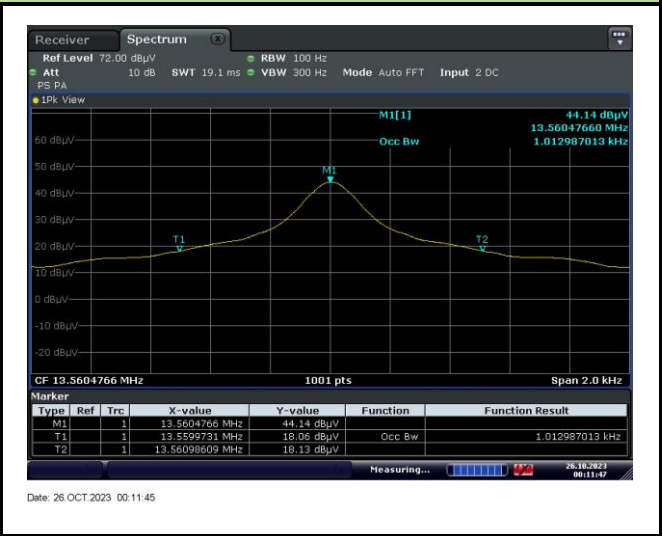 Receiver Spectrum
Ref Level 72.00 dBµV RBW 100 Hz
Att 10 dB SWT 19.1 ms VBW 300 Hz Mode Auto FFT Input 2 DC
PS PA
1Pk View
M1[1] 44.14 dBµV
13.56047660 MHz
60 dBµV Occ Bw 1.012987013 kHz
50 dBµV
M1
40 dBµV
30 dBµV
T1 T2
20 dBµV
10 dBµV
0 dBµV
-10 dBµV
-20 dBµV
CF 13.5604766 MHz 1001 pts Span 2.0 kHz
Marker
Type Ref Trc X-value Y-value Function Function Result
M1 1 13.5604766 MHz 44.14 dBµV
T1 1 13.5599731 MHz 18.06 dBµV Occ Bw 1.012987013 kHz
T2 1 13.56098609 MHz 18.13 dBµV
Measuring... 26.10.2023
00:11:47
Date: 26.OCT.2023 00:11:45